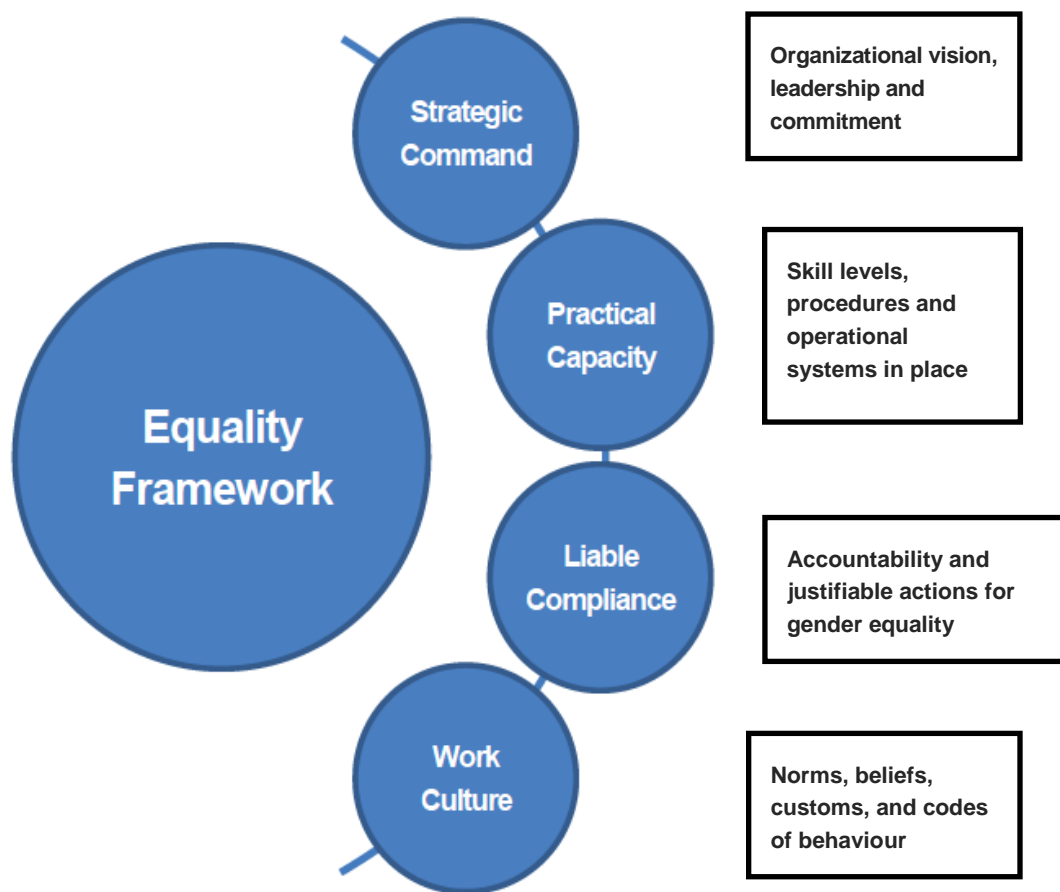 Strategic
Command
Organizational vision,
leadership and
commitment
Practical
Capacity
Skill levels,
procedures and
operational
systems in place
Equality
Framework
Liable
Compliance
Accountability and
justifiable actions for
gender equality
Work
Culture
Norms, beliefs,
customs, and codes
of behaviour